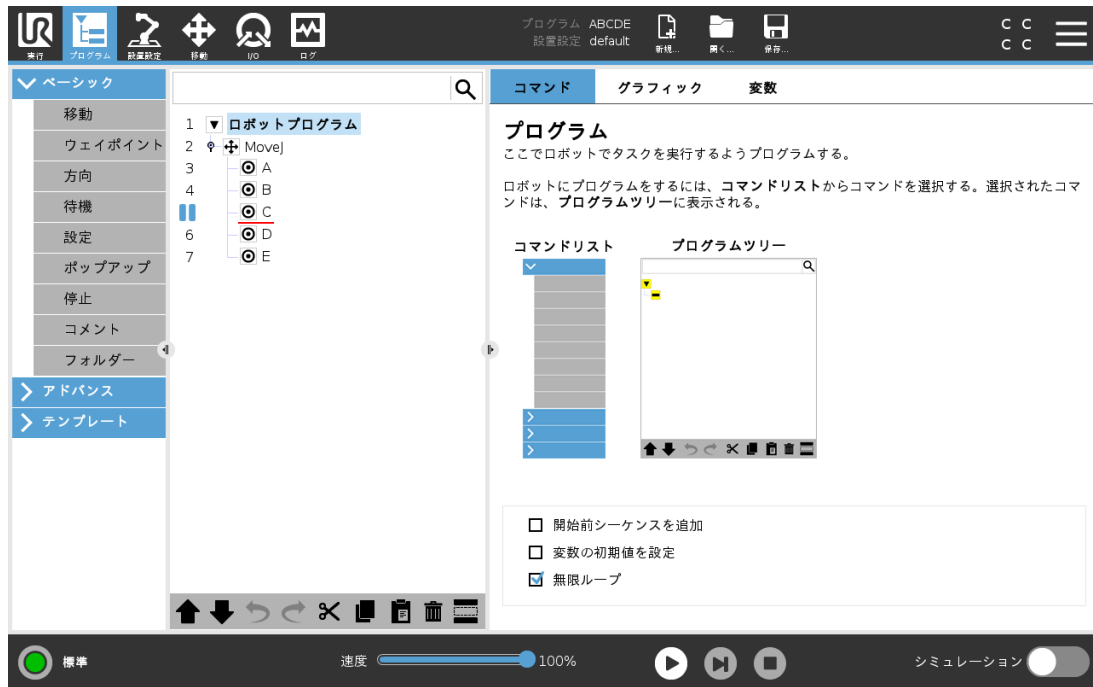 実行
プログラム
設置設定
移動
I/O
ログ
プログラム ABCDE
設置設定 default
新規...
開く...
保存...
C C
C C
ベーシック
移動
ウェイポイント
方向
待機
設定
ポップアップ
停止
コメント
フォルダー
アドバンス
テンプレート
1 ロボットプログラム
2 MoveJ
3 A
4 B
C
6 D
7 E
コマンド グラフィック 変数
プログラム
ここでロボットでタスクを実行するようプログラムする。
ロボットにプログラムをするには、コマンドリストからコマンドを選択する。選択されたコマ
ンドは、プログラムツリーに表示される。
コマンドリスト プログラムツリー
開始前シーケンスを追加
変数の初期値を設定
無限ループ
標準
速度 100%
シミュレーション